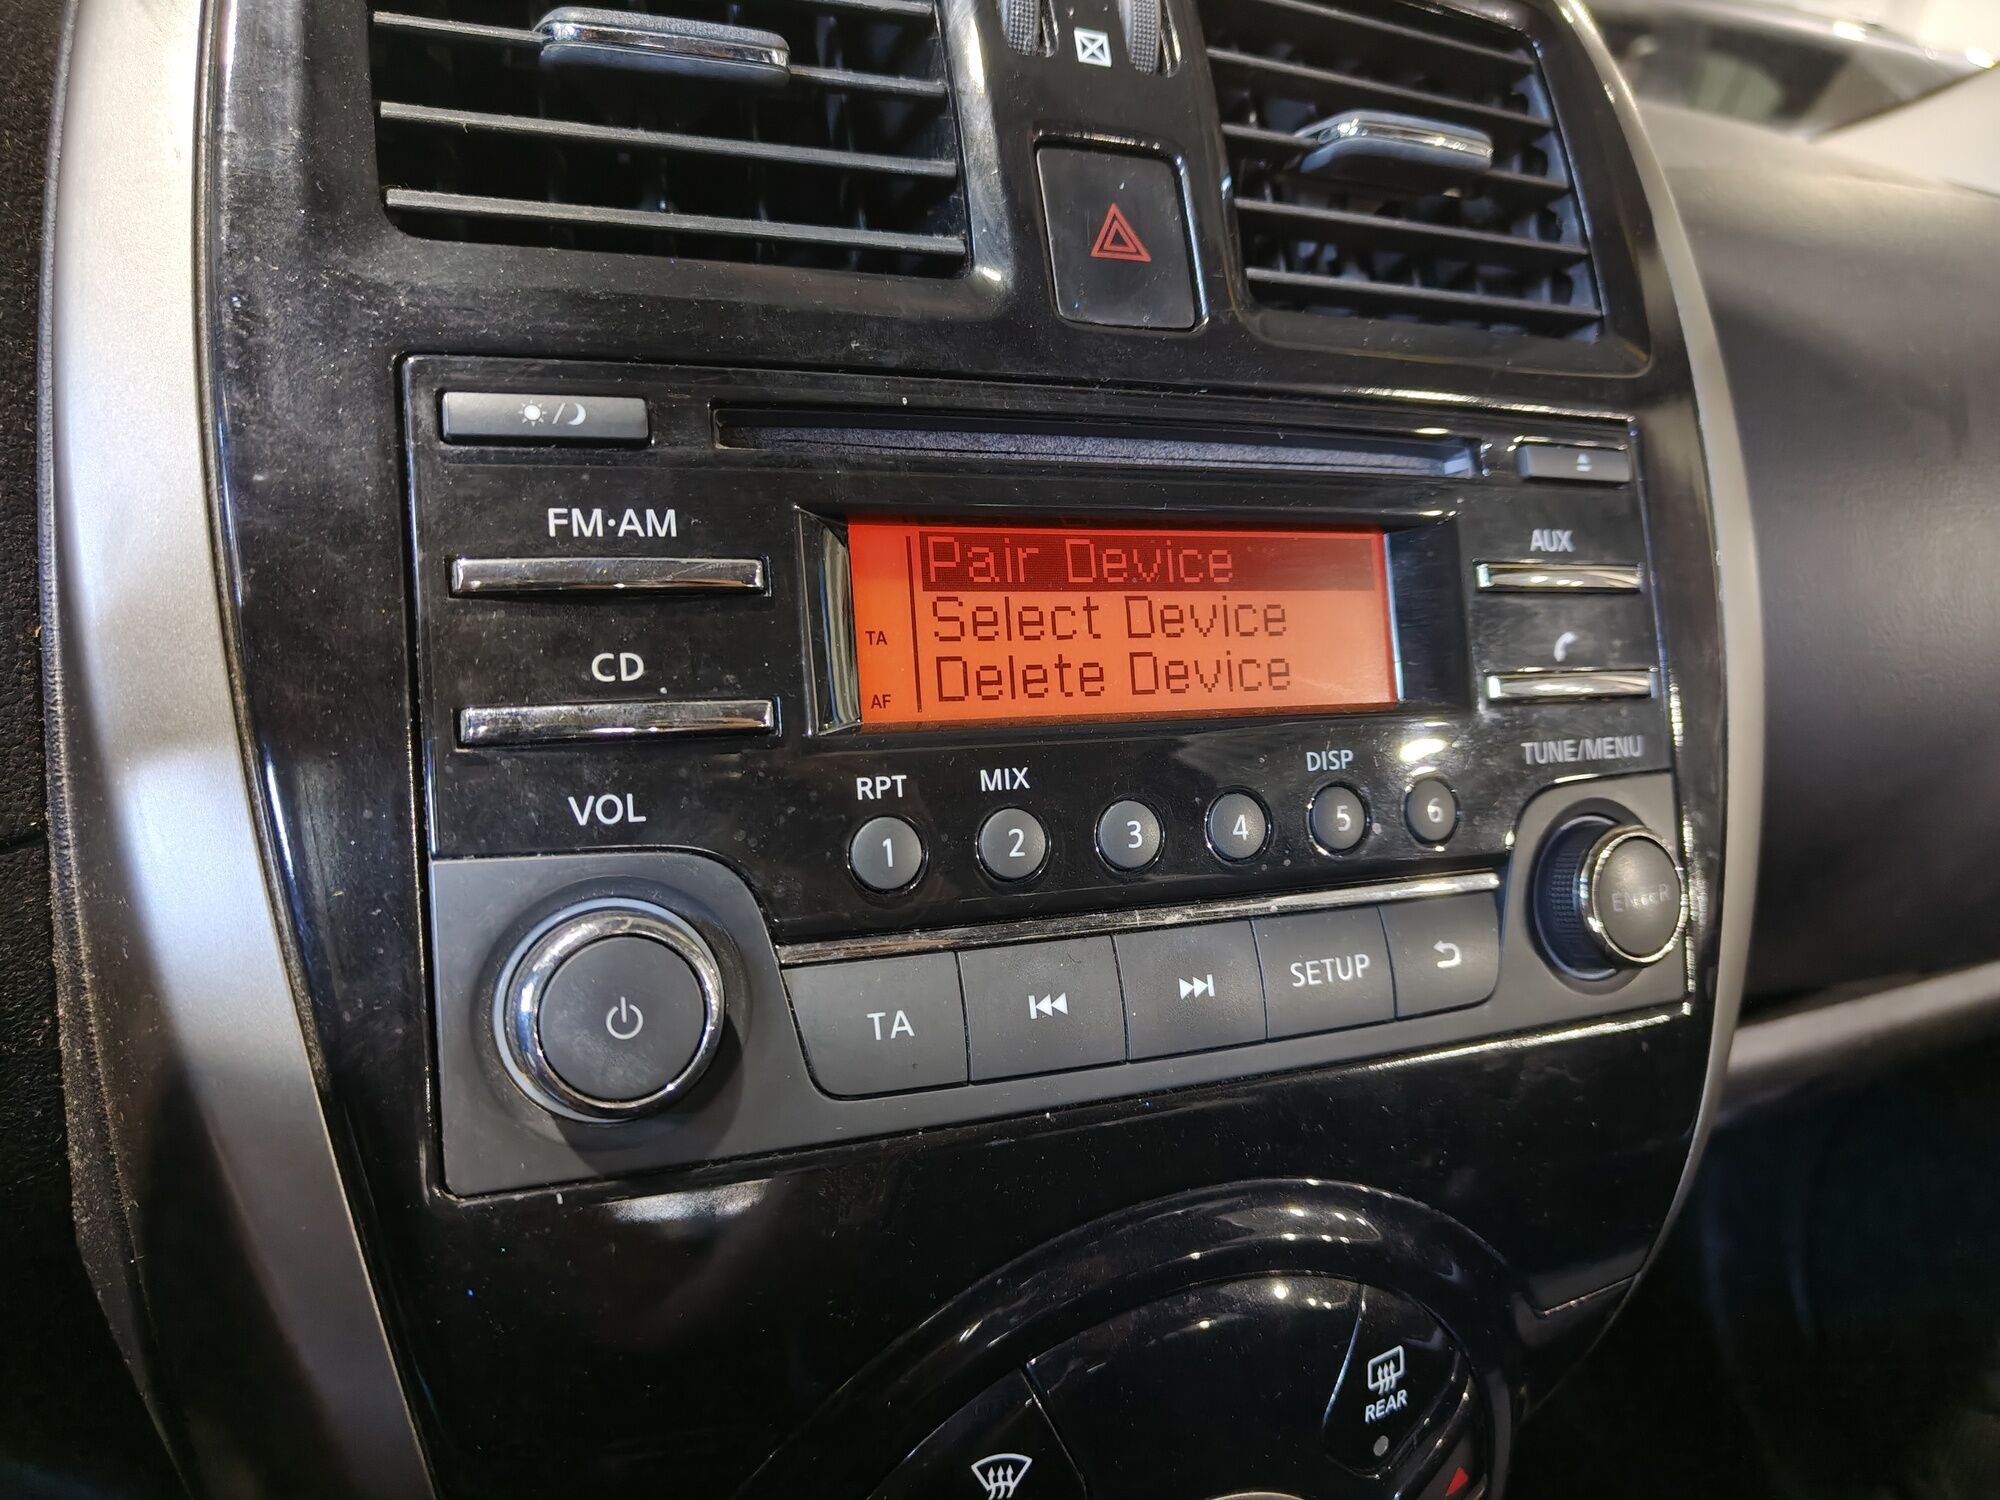 FM·AM
CD
VOL
Pair Device
Select Device
Delete Device
TA
AF
AUX
TUNE/MENU
RPT
MIX
DISP
1
2
3
4
5
6
ENTER
TA
SETUP
REAR